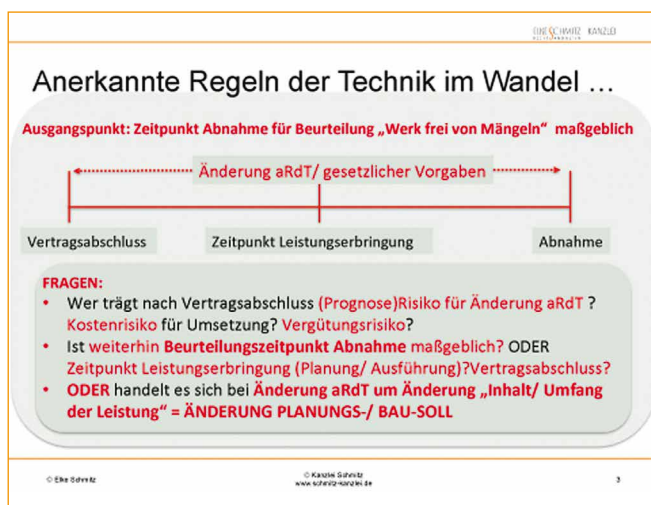 ELKE SCHMITZ KANZLEI
Anerkannte Regeln der Technik im Wandel ...
Ausgangspunkt: Zeitpunkt Abnahme für Beurteilung „Werk frei von Mängeln“ maßgeblich
Änderung aRdT/ gesetzlicher Vorgaben
Vertragsabschluss Zeitpunkt Leistungserbringung Abnahme
FRAGEN:
• Wer trägt nach Vertragsabschluss (Prognose)Risiko für Änderung aRdT ?
Kostenrisiko für Umsetzung? Vergütungsrisiko?
• Ist weiterhin Beurteilungszeitpunkt Abnahme maßgeblich? ODER
Zeitpunkt Leistungserbringung (Planung/ Ausführung)?Vertragsabschluss?
• ODER handelt es sich bei Änderung aRdT um Änderung „Inhalt/ Umfang
der Leistung“ = ÄNDERUNG PLANUNGS-/ BAU-SOLL
© Elke Schmitz
© Kanzlei Schmitz
www.schmitz-kanzlei.de
3